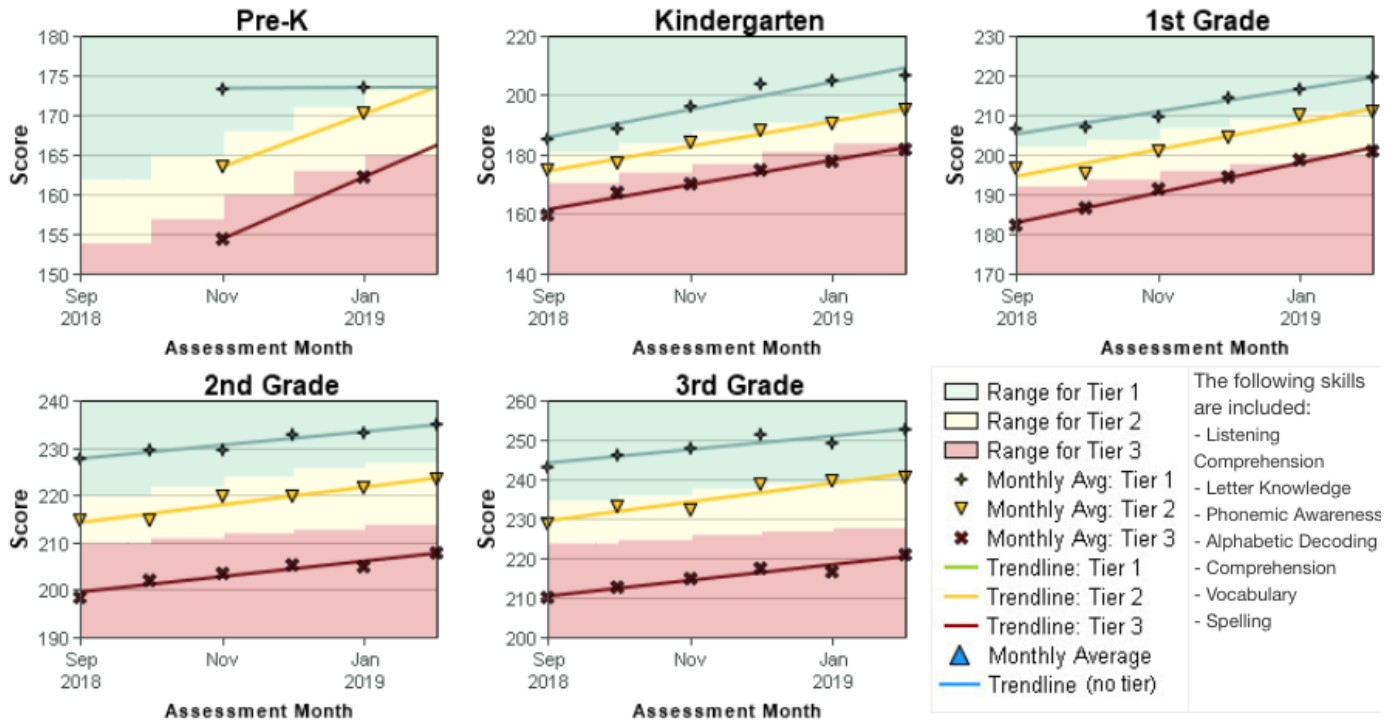 Pre-K
180
175
170
165
160
155
150
Score
Sep
2018
Nov
Jan
2019
Assessment Month
Kindergarten
220
200
180
160
140
Score
Sep
2018
Nov
Jan
2019
Assessment Month
1st Grade
230
220
210
200
190
180
170
Score
Sep
2018
Nov
Jan
2019
Assessment Month
2nd Grade
240
230
220
210
200
190
Score
Sep
2018
Nov
Jan
2019
Assessment Month
3rd Grade
260
250
240
230
220
210
200
Score
Sep
2018
Nov
Jan
2019
Assessment Month
Range for Tier 1
Range for Tier 2
Range for Tier 3
Monthly Avg: Tier 1
Monthly Avg: Tier 2
Monthly Avg: Tier 3
Trendline: Tier 1
Trendline: Tier 2
Trendline: Tier 3
Monthly Average
Trendline (no tier)
The following skills
are included:
- Listening
Comprehension
- Letter Knowledge
- Phonemic Awareness
- Alphabetic Decoding
- Comprehension
- Vocabulary
- Spelling